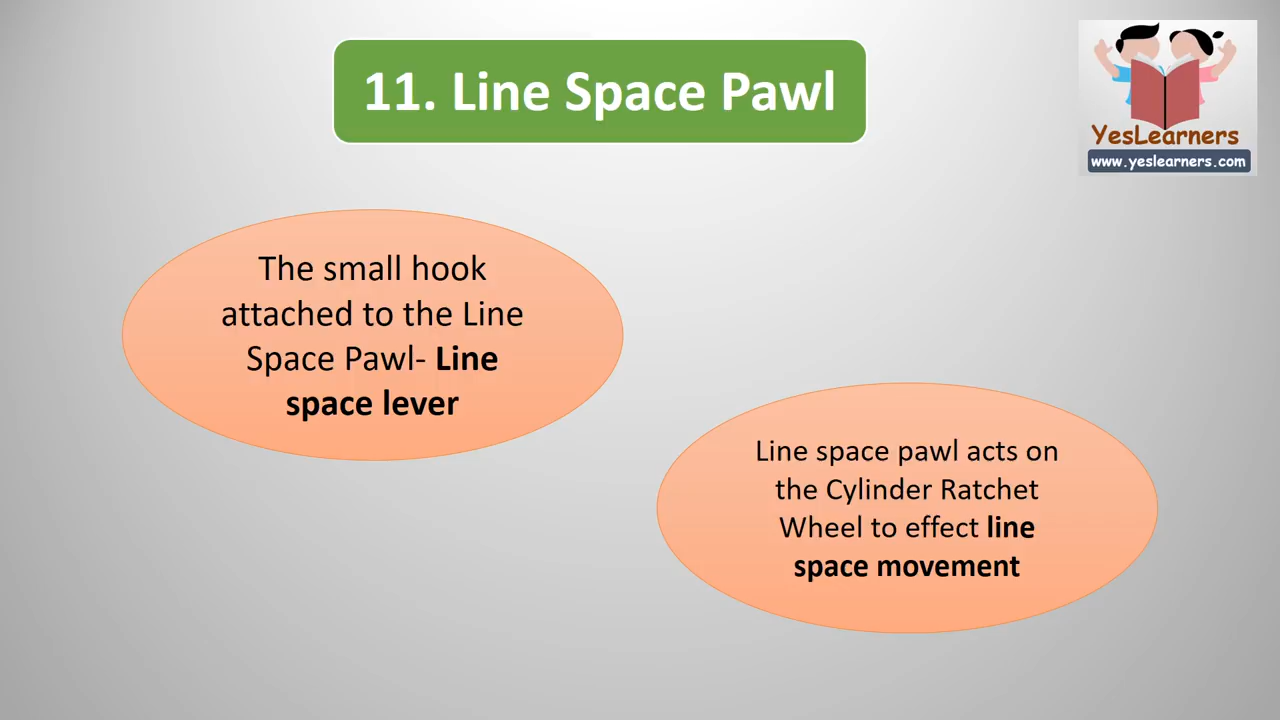 11. Line Space Pawl
YesLearners
www.yeslearners.com
The small hook
attached to the Line
Space Pawl- Line
space lever
Line space pawl acts on
the Cylinder Ratchet
Wheel to effect line
space movement